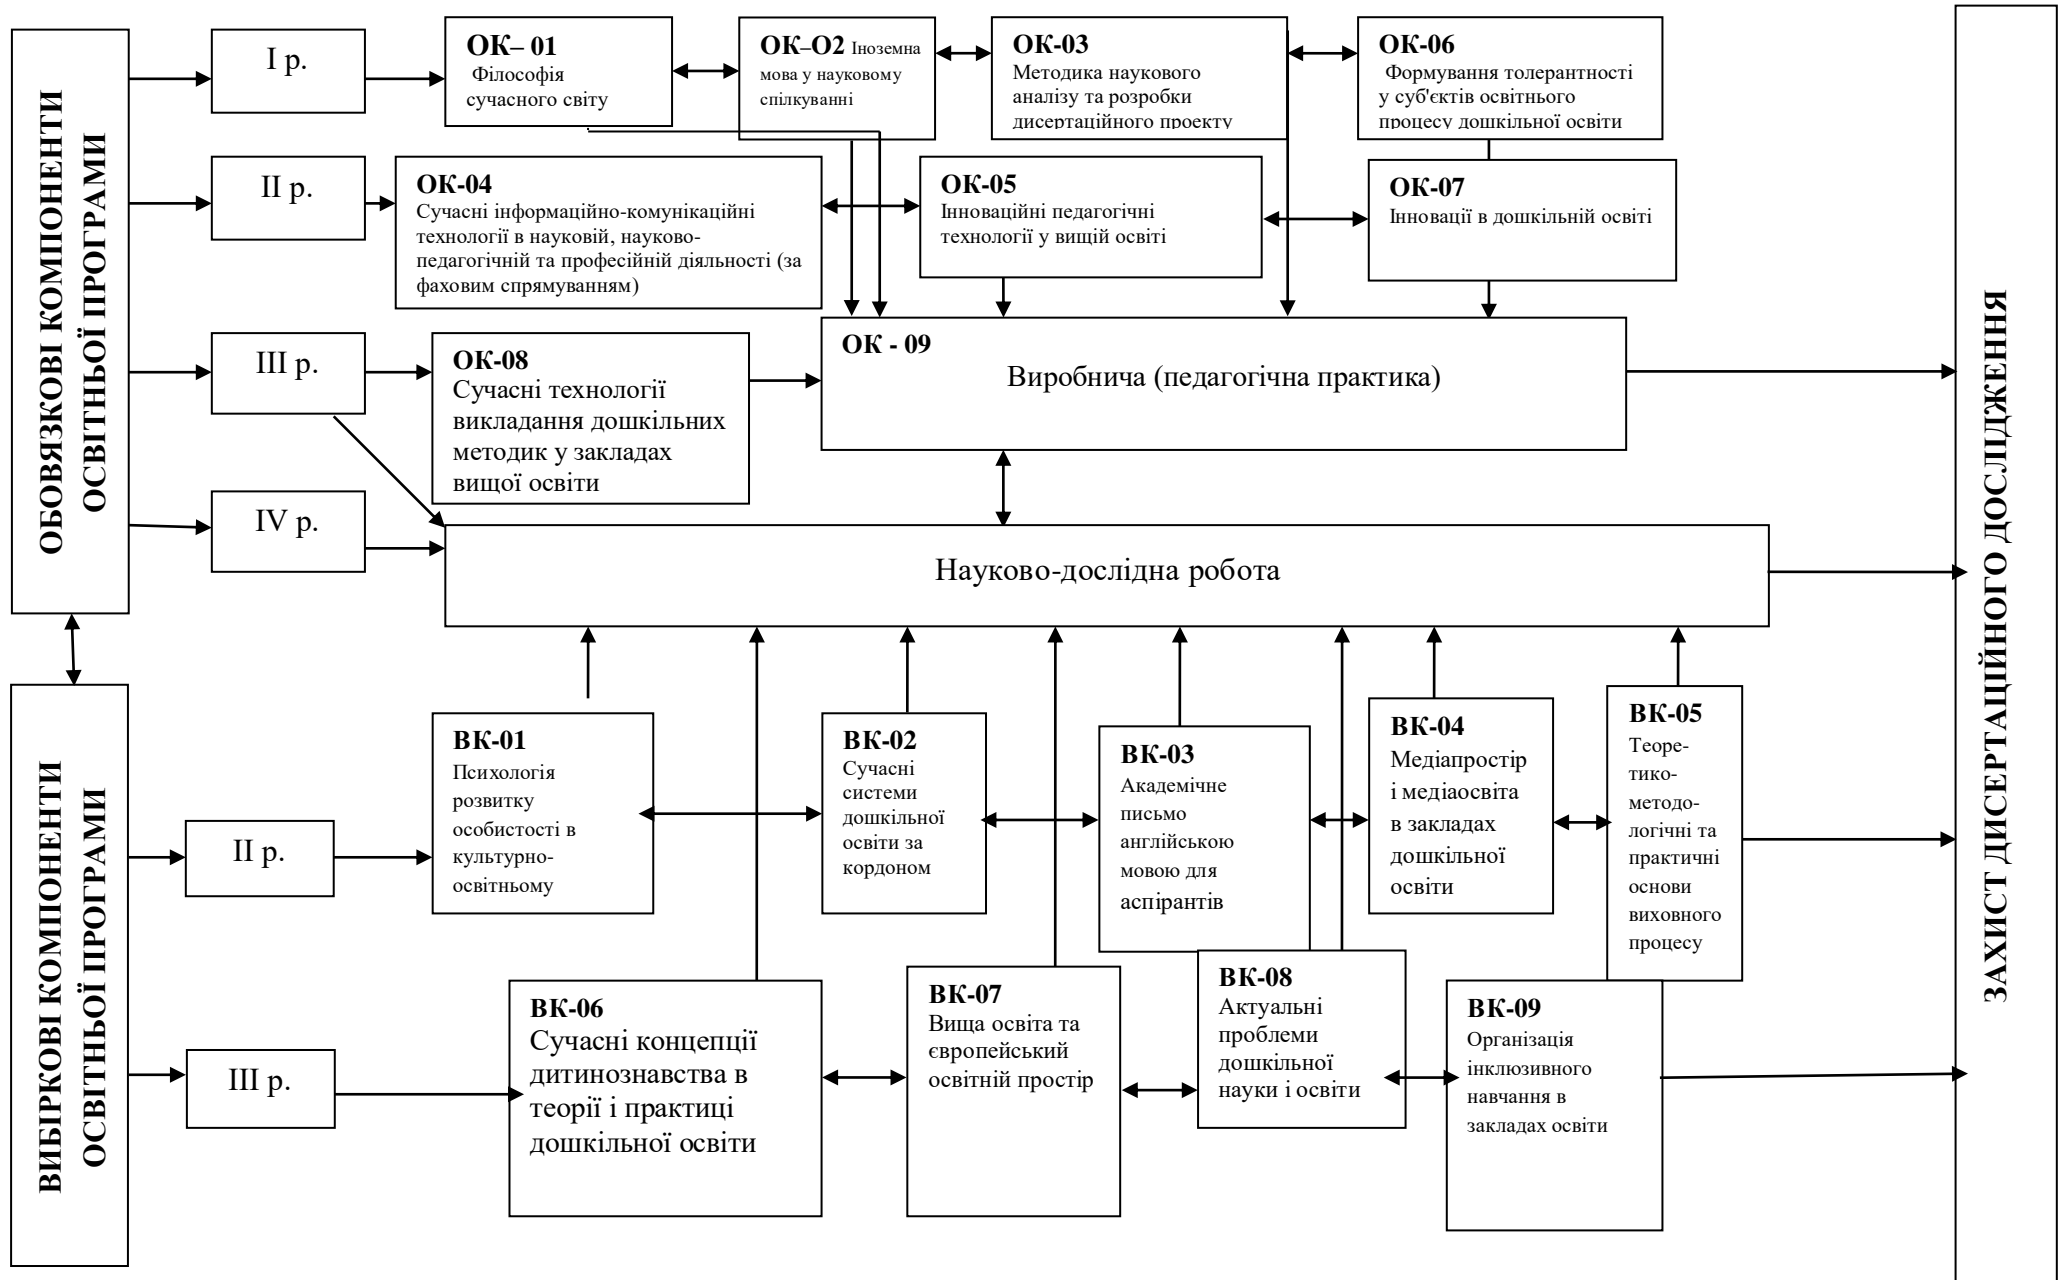 ОБОВЯЗКОВІ КОМПОНЕНТИ
ОСВІТНЬОЇ ПРОГРАМИ
І р.
ОК– 01
Філософія
сучасного світу
ОК–О2 Іноземна
мова у науковому
спілкуванні
ОК-03
Методика наукового
аналізу та розробки
дисертаційного проекту
ОК-06
Формування толерантності
у суб'єктів освітнього
процесу дошкільної освіти
ІІ р.
ОК-04
Сучасні інформаційно-комунікаційні
технології в науковій, науково-
педагогічній та професійній діяльності (за
фаховим спрямуванням)
ОК-05
Інноваційні педагогічні
технології у вищій освіті
ОК-07
Інновації в дошкільній освіті
ІІІ р.
ОК-08
Сучасні технології
викладання дошкільних
методик у закладах
вищої освіти
ОК - 09
Виробнича (педагогічна практика)
IV р.
Науково-дослідна робота
ВИБІРКОВІ КОМПОНЕНТИ
ОСВІТНЬОЇ ПРОГРАМИ
ІІ р.
ВК-01
Психологія
розвитку
особистості в
культурно-
освітньому
ВК-02
Сучасні
системи
дошкільної
освіти за
кордоном
ВК-03
Академічне
письмо
англійською
мовою для
аспірантів
ВК-04
Медіапростір
і медіаосвіта
в закладах
дошкільної
освіти
ВК-05
Теоре-
тико-
методо-
логічні та
практичні
основи
виховного
процесу
ІІІ р.
ВК-06
Сучасні концепції
дитинознавства в
теорії і практиці
дошкільної освіти
ВК-07
Вища освіта та
європейський
освітній простір
ВК-08
Актуальні
проблеми
дошкільної
науки і освіти
ВК-09
Організація
інклюзивного
навчання в
закладах освіти
ЗАХИСТ ДИСЕРТАЦІЙНОГО ДОСЛІДЖЕННЯ